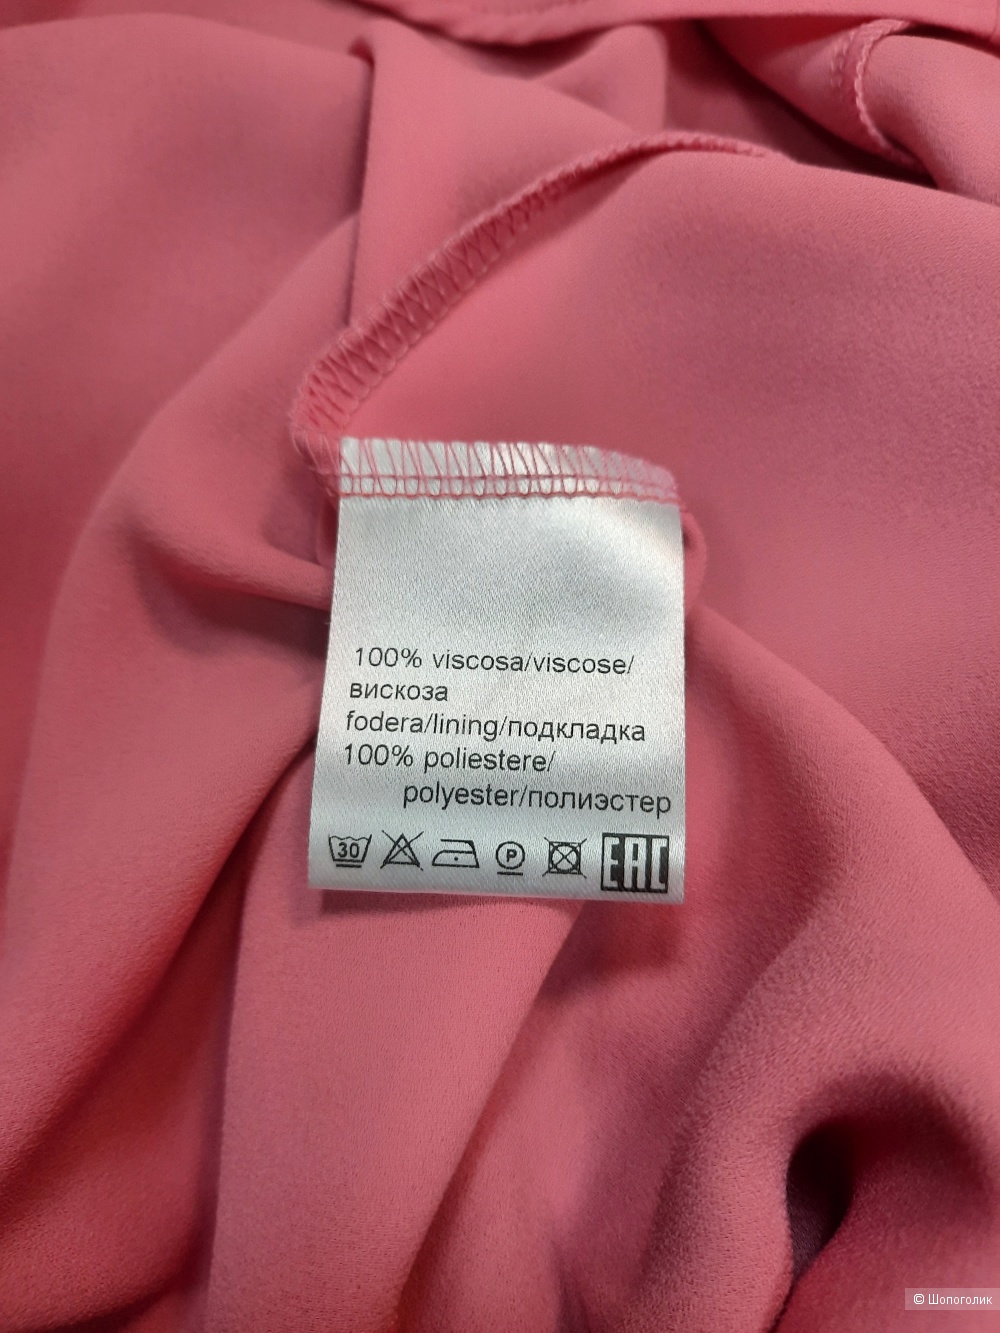 100% viscosa/viscose/
вискоза
fodera/lining/подкладка
100% poliestere/
polyester/полиэстер
30 P EAC
© Шопоголик